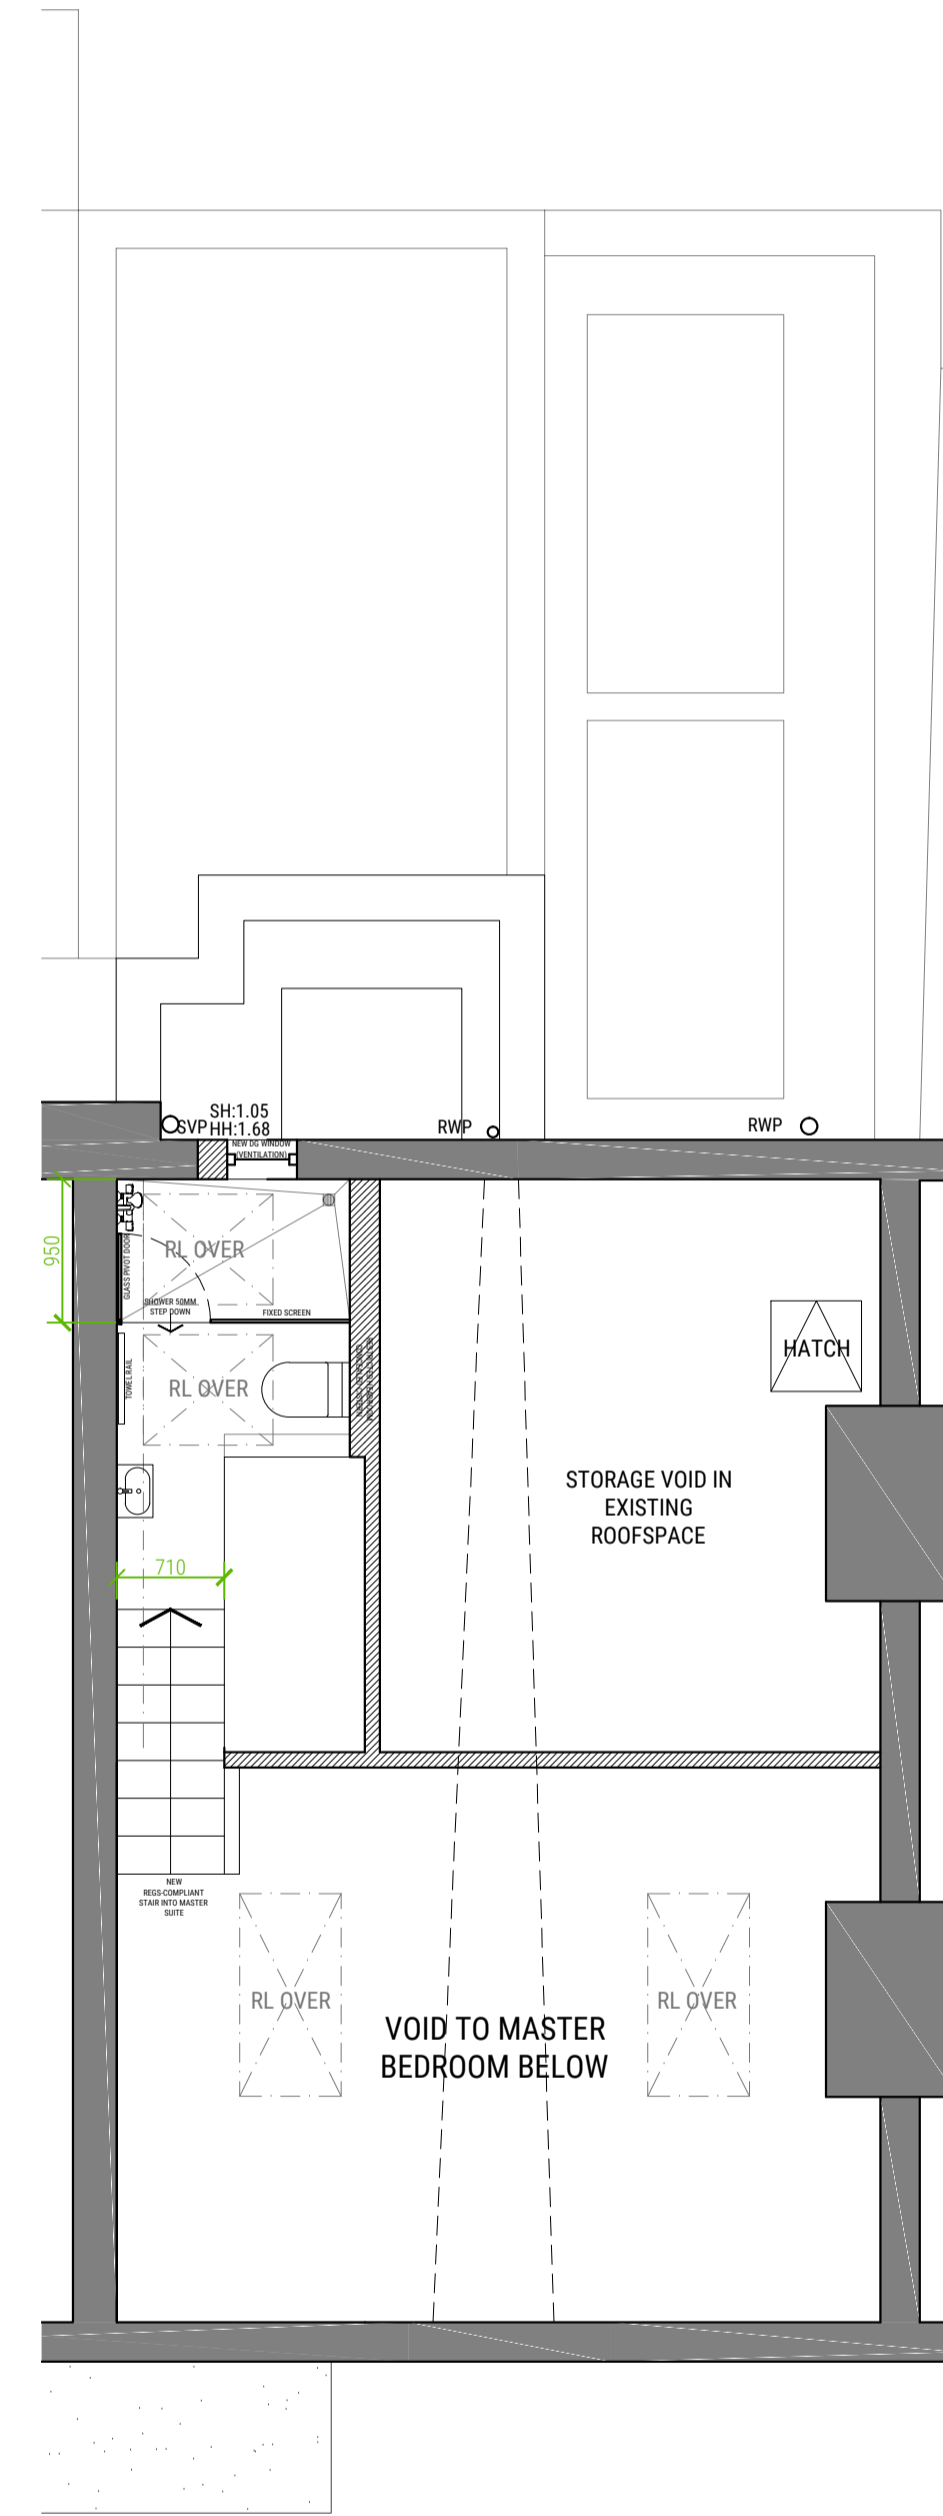 SH:1.05
SVP HH:1.68
RWP
RWP
NEW DG WINDOW
(VENTILATION)
950
RL OVER
GLASS PIVOT DOOR
SHOWER 50MM
STEP DOWN
FIXED SCREEN
TOWEL RAIL
RL OVER
HATCH
STORAGE VOID IN
EXISTING
ROOFSPACE
710
NEW
REGS-COMPLIANT
STAIR INTO MASTER
SUITE
RL OVER
RL OVER
VOID TO MASTER
BEDROOM BELOW